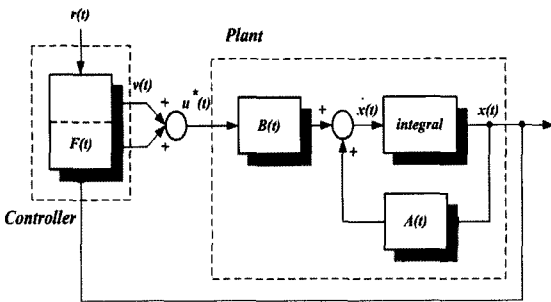 r(t)
Plant
v(t)
+
u*(t)
+
F(t)
B(t)
+
ẋ(t)
integral
x(t)
+
A(t)
Controller